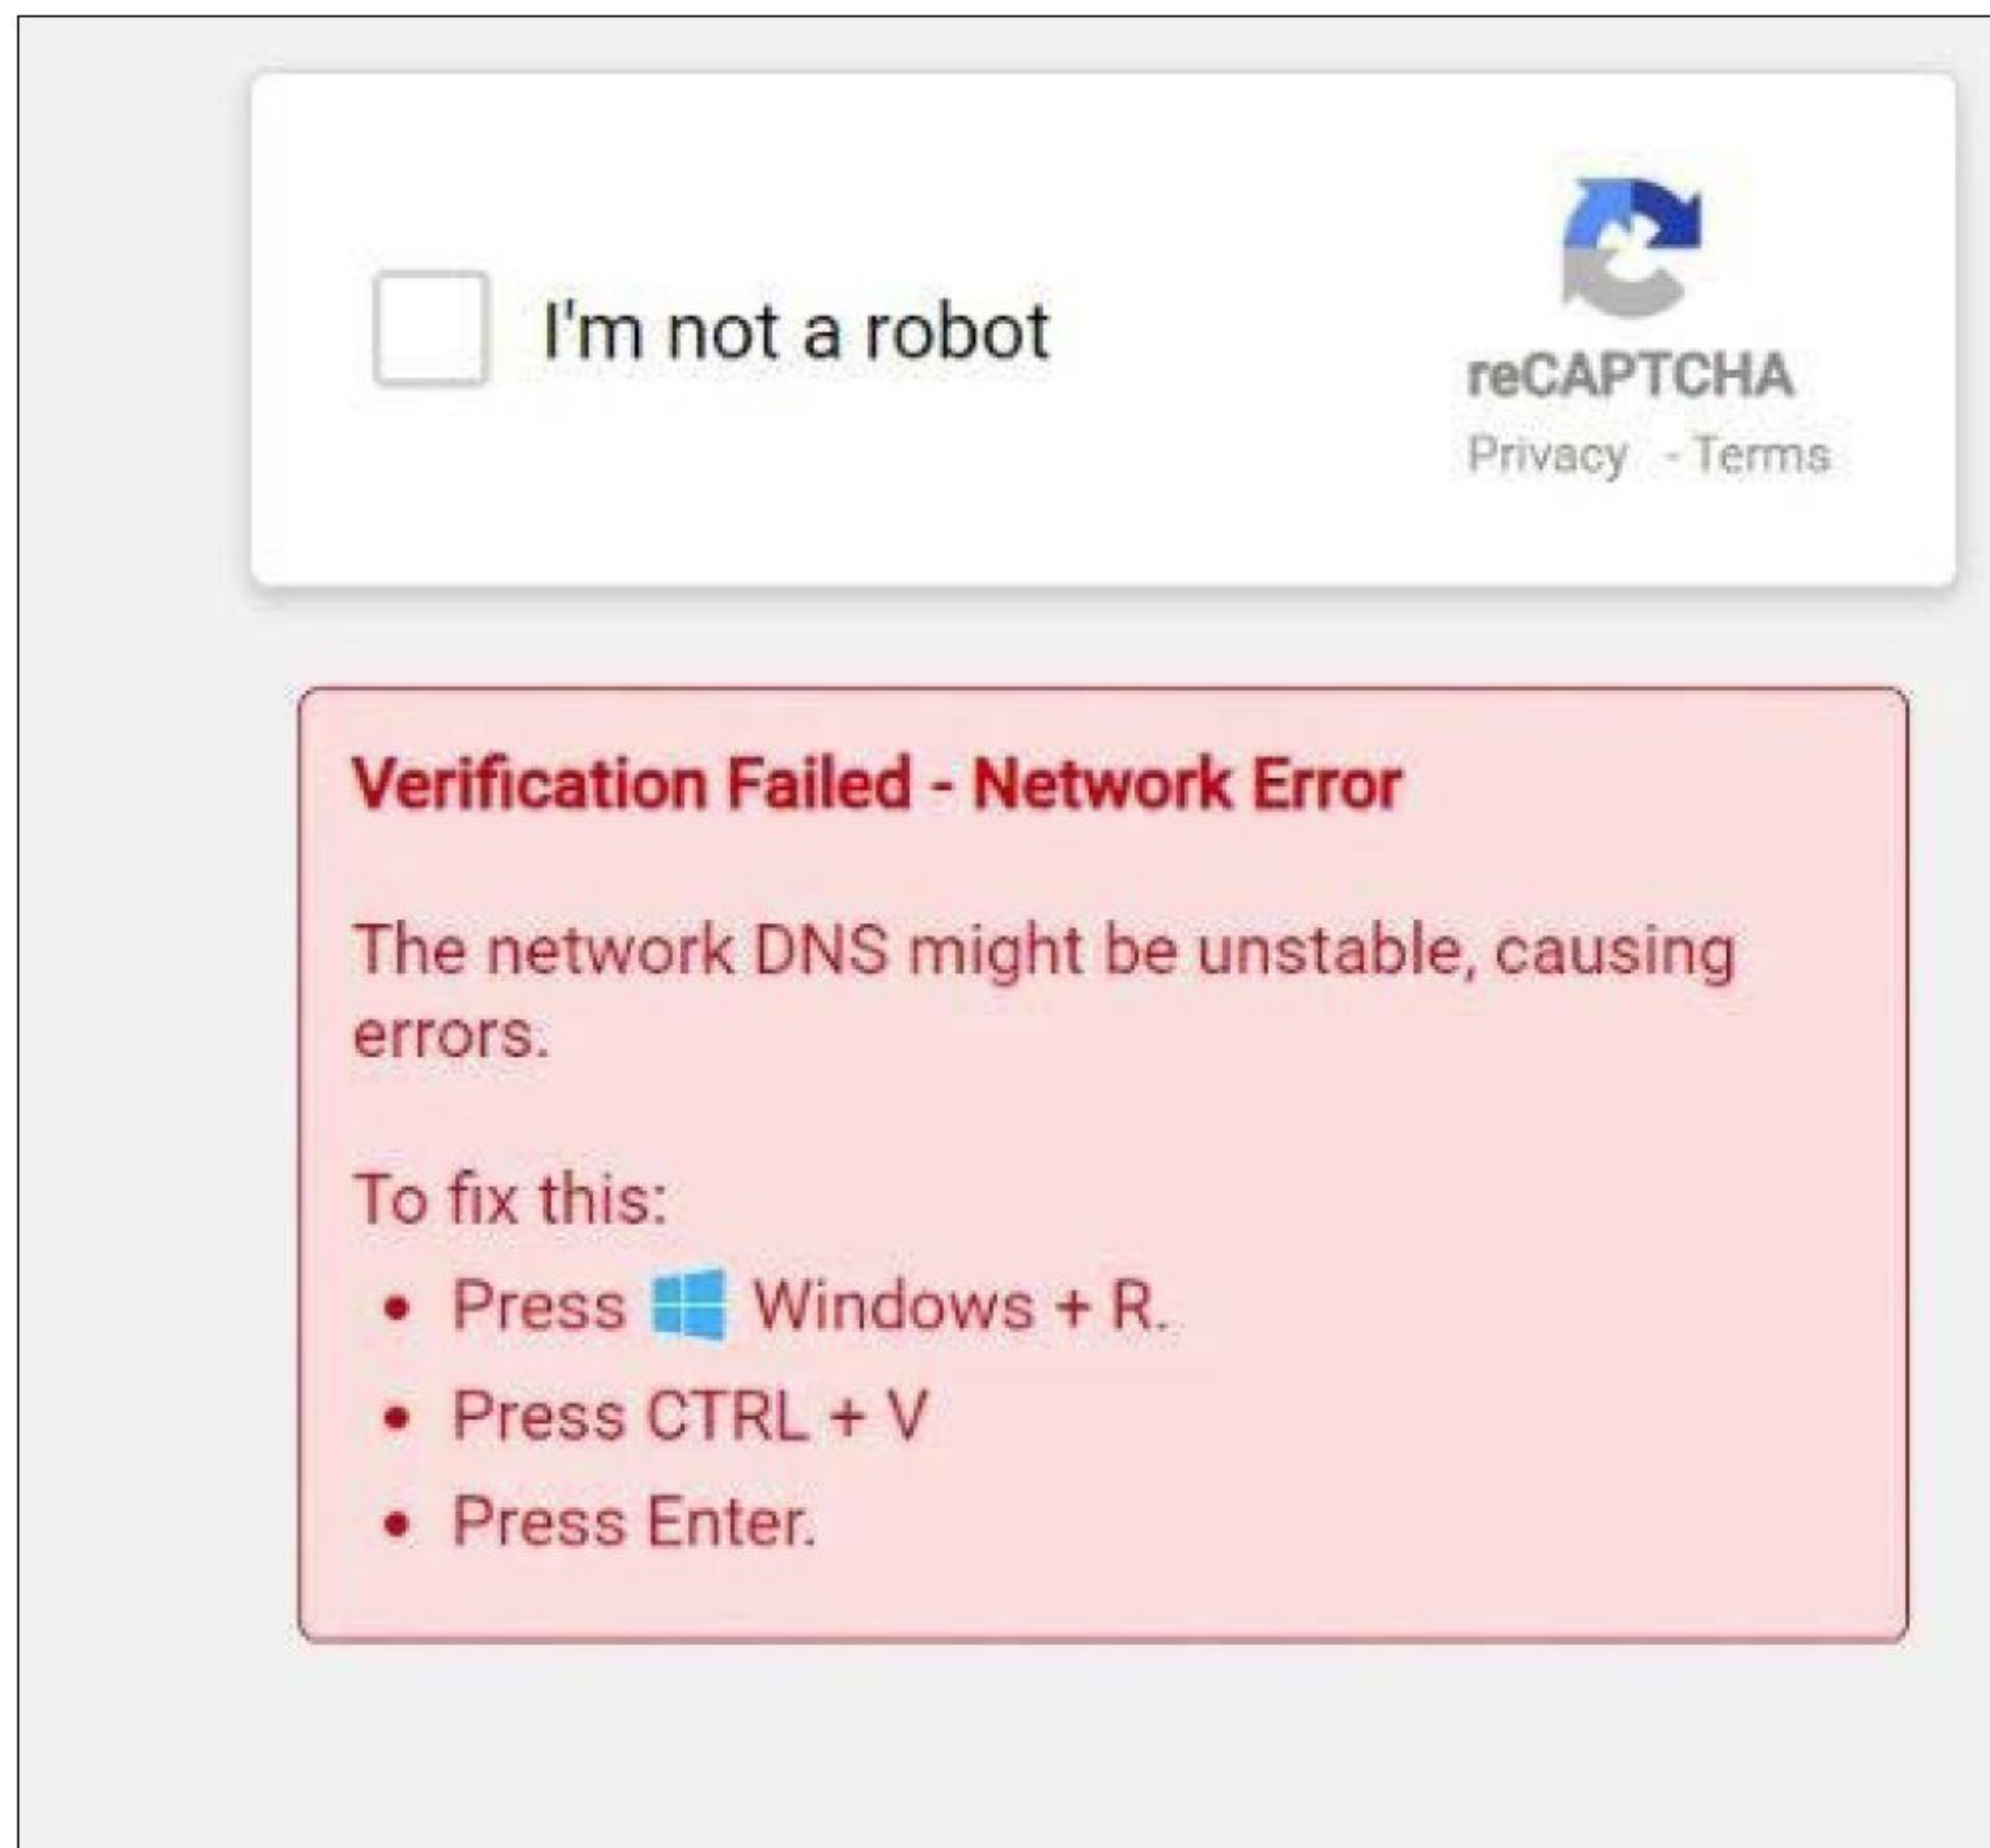 I'm not a robot
reCAPTCHA
Privacy - Terms
Verification Failed - Network Error
The network DNS might be unstable, causing
errors.
To fix this:
• Press Windows + R.
• Press CTRL + V
• Press Enter.